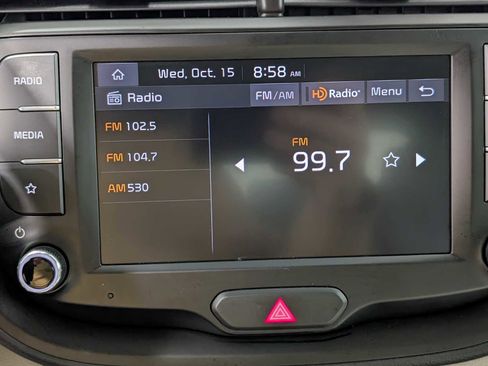 RADIO
MEDIA
Wed, Oct. 15 8:58 AM
Radio FM/AM HD Radio® Menu
FM 102.5
FM 104.7
AM 530
FM
99.7